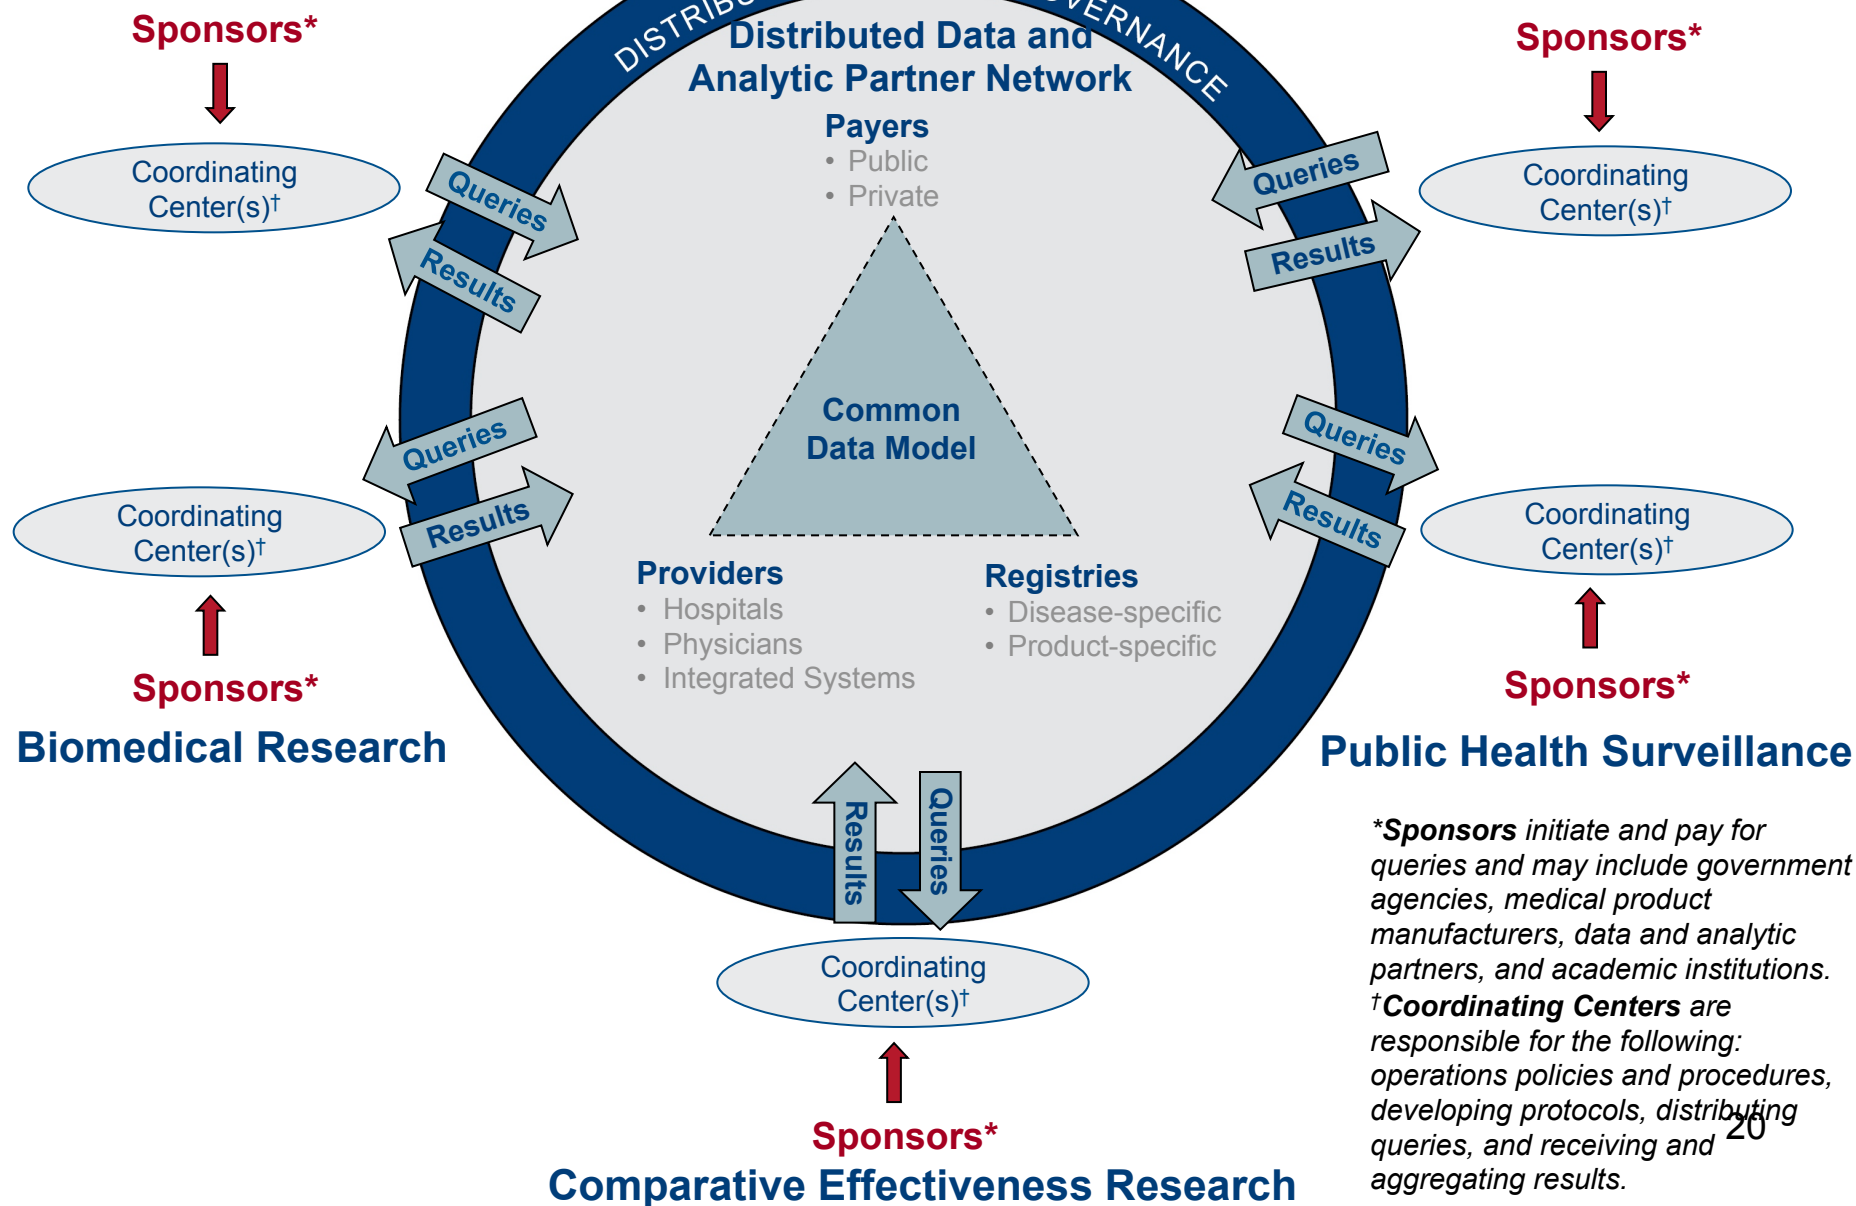 Sponsors*
Sponsors*
GOVERNANCE
Distributed Data and
Analytic Partner Network
Payers
• Public
• Private
Coordinating
Center(s)†
Queries
Results
Queries
Results
Coordinating
Center(s)†
Common
Data Model
Queries
Results
Coordinating
Center(s)†
Queries
Results
Coordinating
Center(s)†
Providers
• Hospitals
• Physicians
• Integrated Systems
Registries
• Disease-specific
• Product-specific
Sponsors*
Biomedical Research
Sponsors*
Public Health Surveillance
Results
Queries
Coordinating
Center(s)†
Sponsors*
Comparative Effectiveness Research
*Sponsors initiate and pay for
queries and may include government
agencies, medical product
manufacturers, data and analytic
partners, and academic institutions.
†Coordinating Centers are
responsible for the following:
operations policies and procedures,
developing protocols, distributing
queries, and receiving and
aggregating results.
20